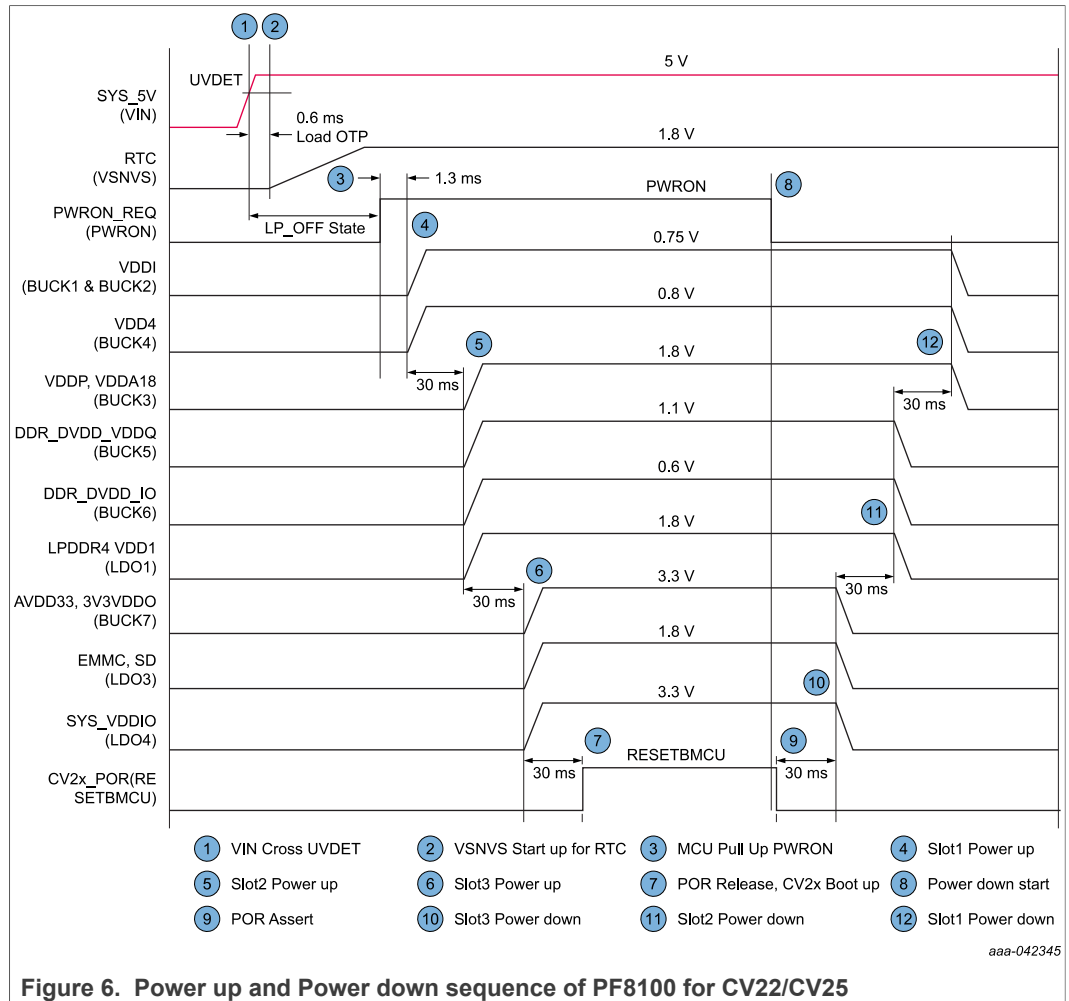 1 2
5 V
UVDET
SYS_5V
(VIN)
0.6 ms
Load OTP
1.8 V
RTC
(VSNVS)
3
1.3 ms
PWRON
8
PWRON_REQ
(PWRON)
LP_OFF State
4
0.75 V
VDDI
(BUCK1 & BUCK2)
0.8 V
VDD4
(BUCK4)
5
12
1.8 V
30 ms
VDDP, VDDA18
(BUCK3)
30 ms
1.1 V
DDR_DVDD_VDDQ
(BUCK5)
0.6 V
DDR_DVDD_IO
(BUCK6)
11
1.8 V
LPDDR4 VDD1
(LDO1)
6
3.3 V
30 ms
30 ms
AVDD33, 3V3VDDO
(BUCK7)
1.8 V
EMMC, SD
(LDO3)
10
3.3 V
SYS_VDDIO
(LDO4)
7
9
RESETBMCU
30 ms
30 ms
CV2x_POR(RE
SETBMCU)
1 VIN Cross UVDET
2 VSNVS Start up for RTC
3 MCU Pull Up PWRON
4 Slot1 Power up
5 Slot2 Power up
6 Slot3 Power up
7 POR Release, CV2x Boot up
8 Power down start
9 POR Assert
10 Slot3 Power down
11 Slot2 Power down
12 Slot1 Power down
aaa-042345
Figure 6. Power up and Power down sequence of PF8100 for CV22/CV25